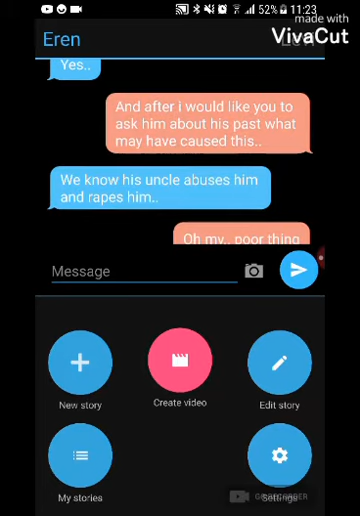 52% 11:23
made with
VivaCut
Eren
Yes..
And after i would like you to
ask him about his past what
may have caused this..
We know his uncle abuses him
and rapes him..
Oh my.. poor thing
Message
New story
Create video
Edit story
My stories
Settings
GO RECORDER